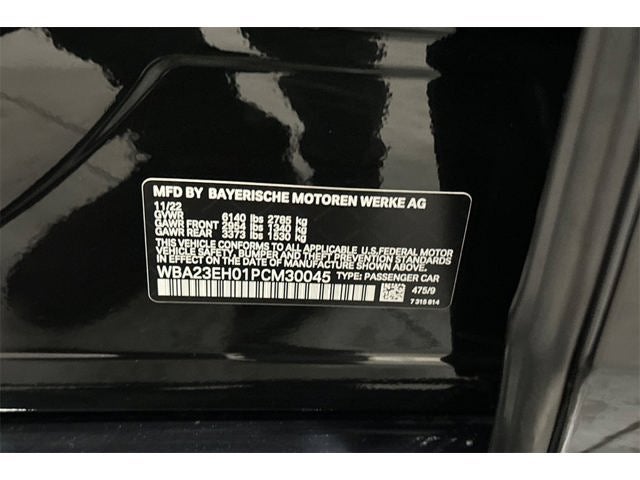 MFD BY BAYERISCHE MOTOREN WERKE AG
11/22
GVWR 6140 lbs 2785 kg
GAWR FRONT 2954 lbs 1340 kg
GAWR REAR 3373 lbs 1530 kg
THIS VEHICLE CONFORMS TO ALL APPLICABLE U.S.FEDERAL MOTOR
VEHICLE SAFETY, BUMPER AND THEFT PREVENTION STANDARDS
IN EFFECT ON THE DATE OF MANUFACTURE SHOWN ABOVE.
WBA23EH01PCM30045 TYPE: PASSENGER CAR
475/9
7 315 614